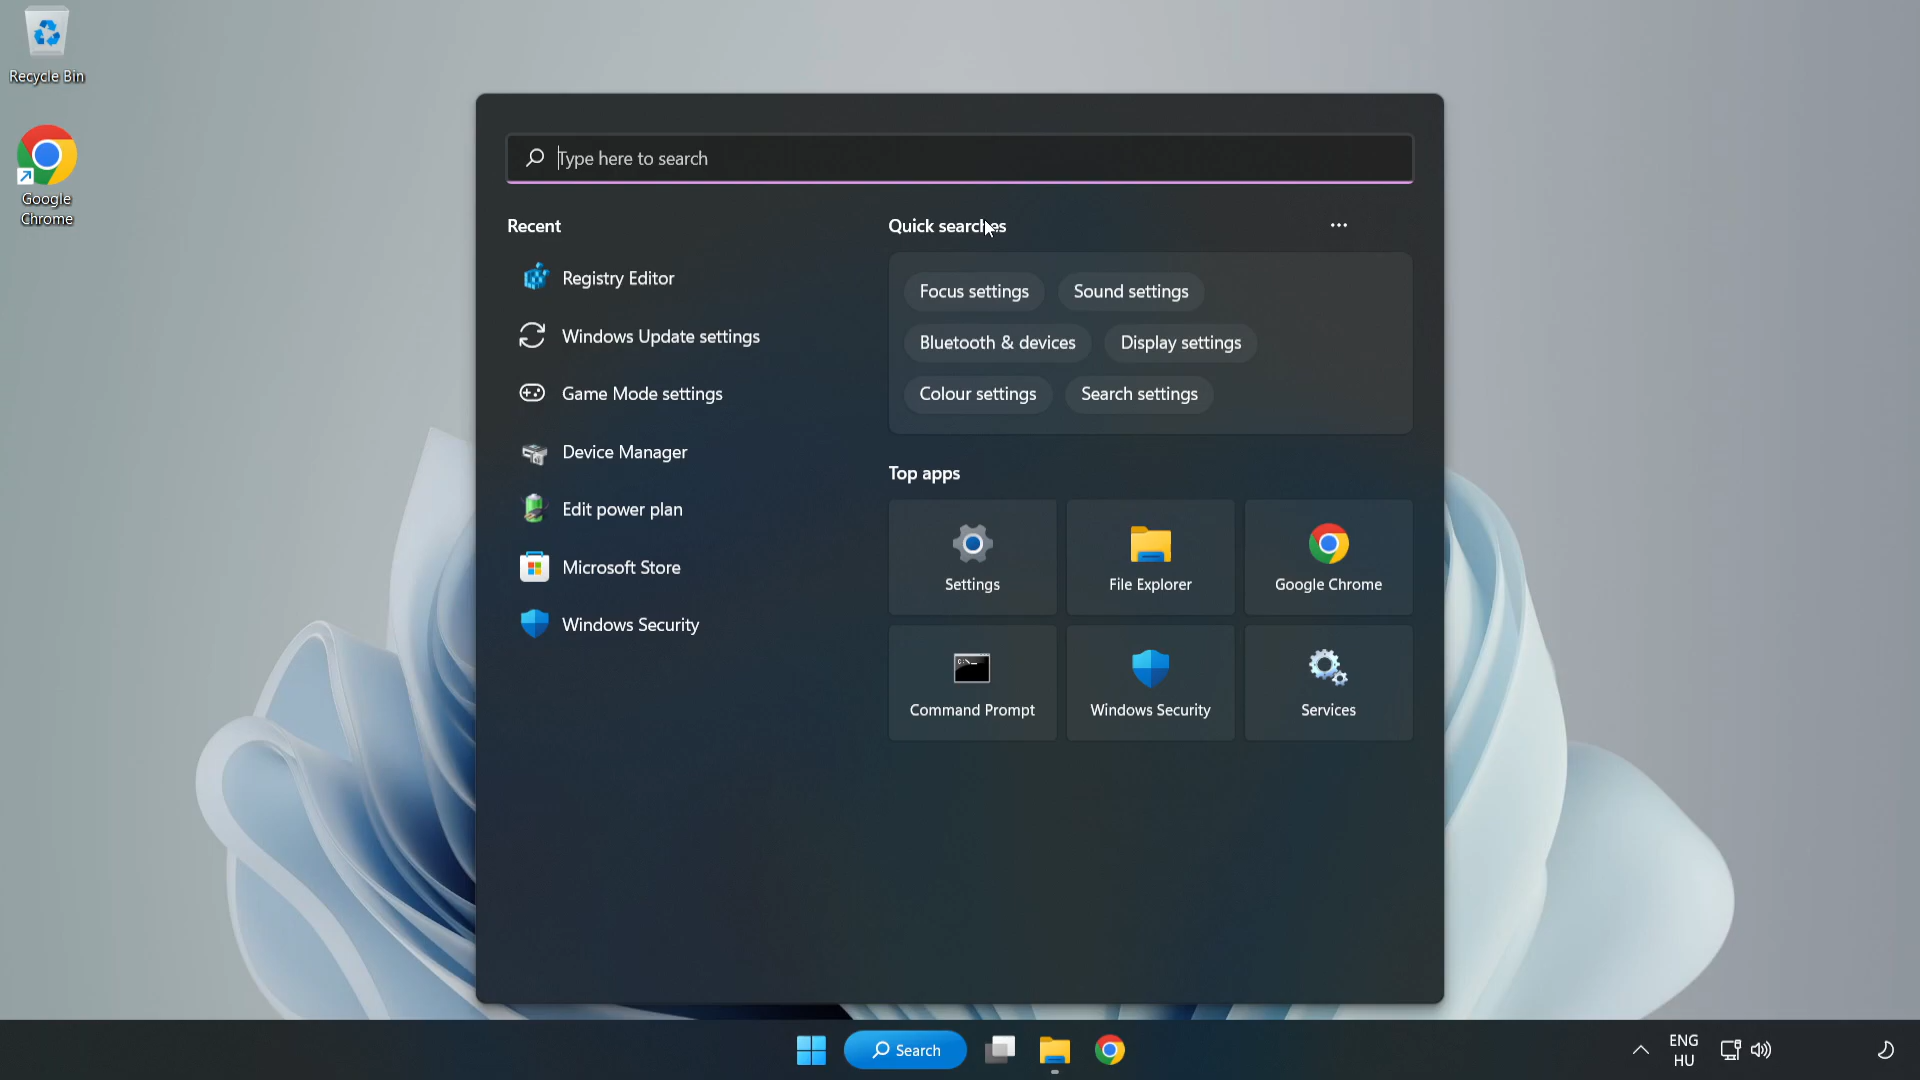 Recycle Bin
Google
Chrome
Type here to search
Recent
Registry Editor
Windows Update settings
Game Mode settings
Device Manager
Edit power plan
Microsoft Store
Windows Security
Quick searches
Focus settings
Sound settings
Bluetooth & devices
Display settings
Colour settings
Search settings
Top apps
Settings
File Explorer
Google Chrome
Command Prompt
Windows Security
Services
Search
ENG
HU